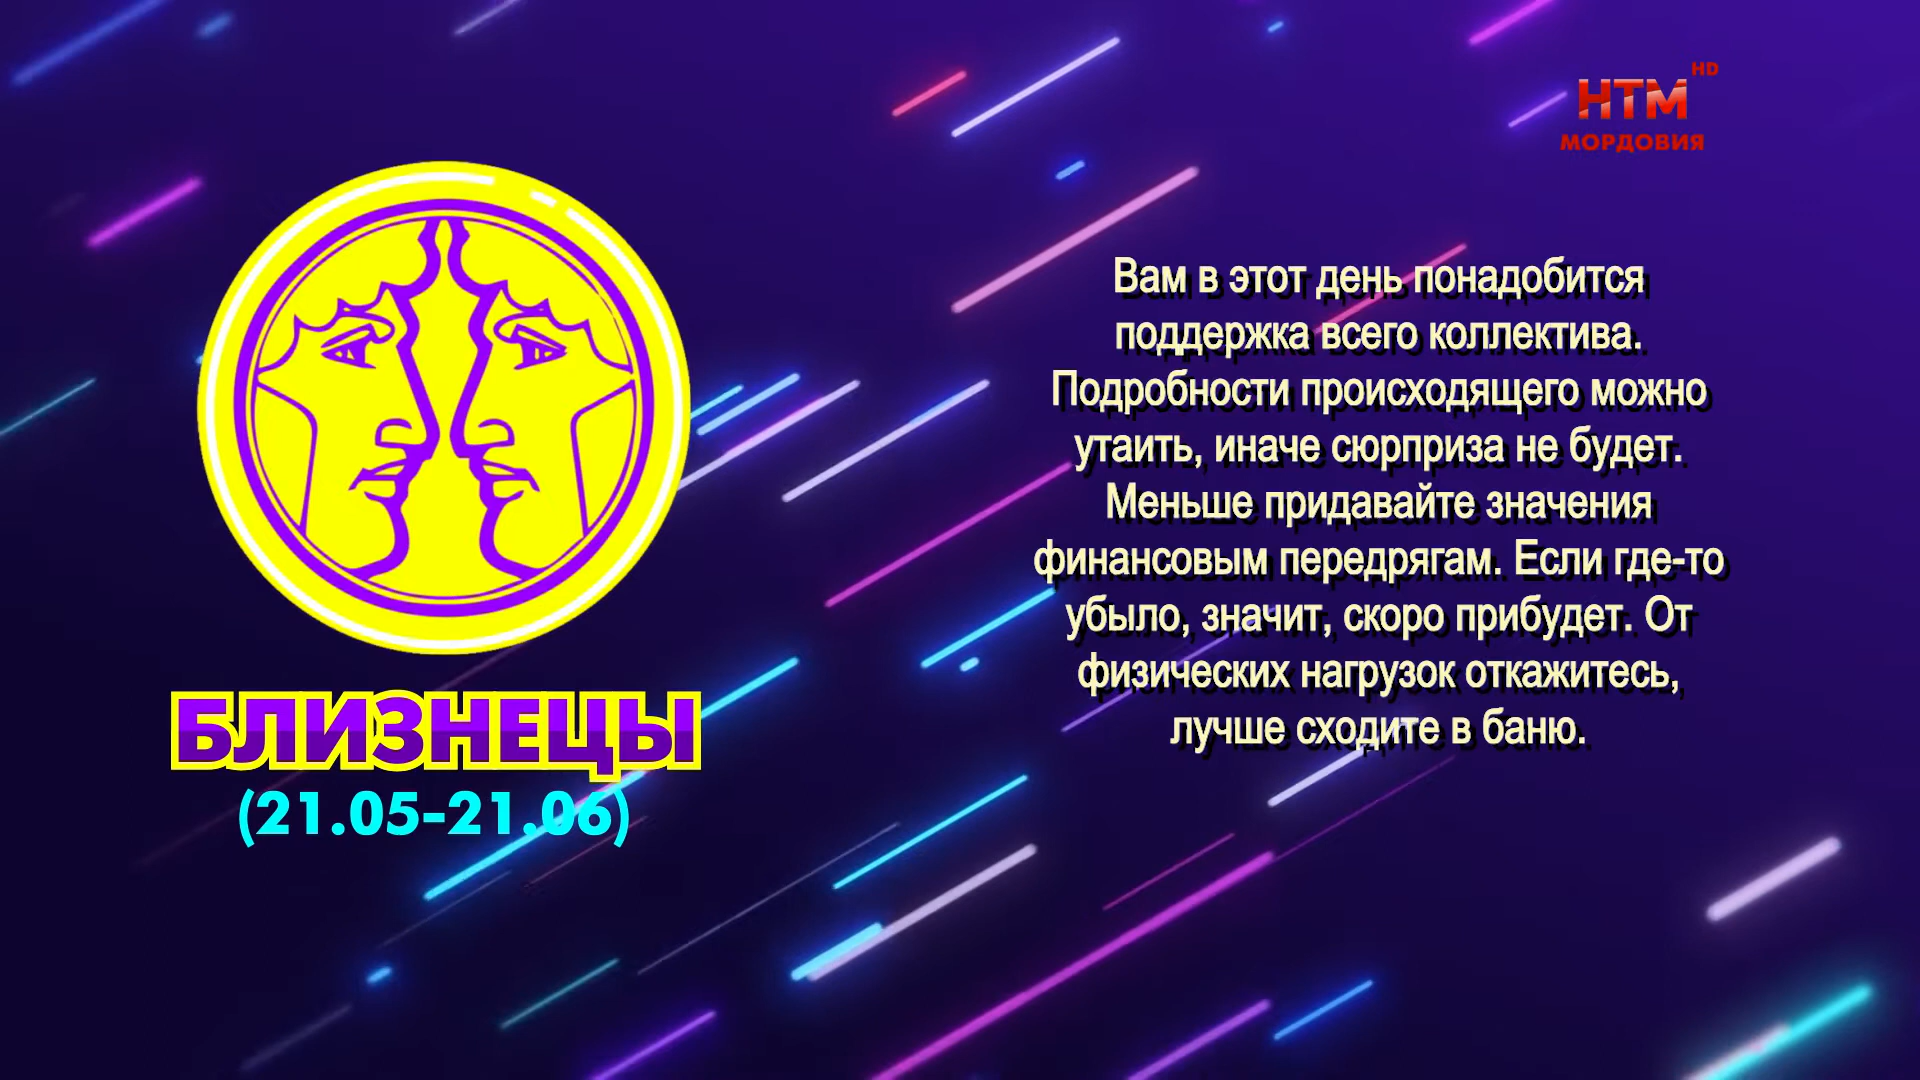 HD
НТМ
МОРДОВИЯ
Вам в этот день понадобится
поддержка всего коллектива.
Подробности происходящего можно
утаить, иначе сюрприза не будет.
Меньше придавайте значения
финансовым передрягам. Если где-то
убыло, значит, скоро прибудет. От
физических нагрузок откажитесь,
лучше сходите в баню.
БЛИЗНЕЦЫ
(21.05-21.06)